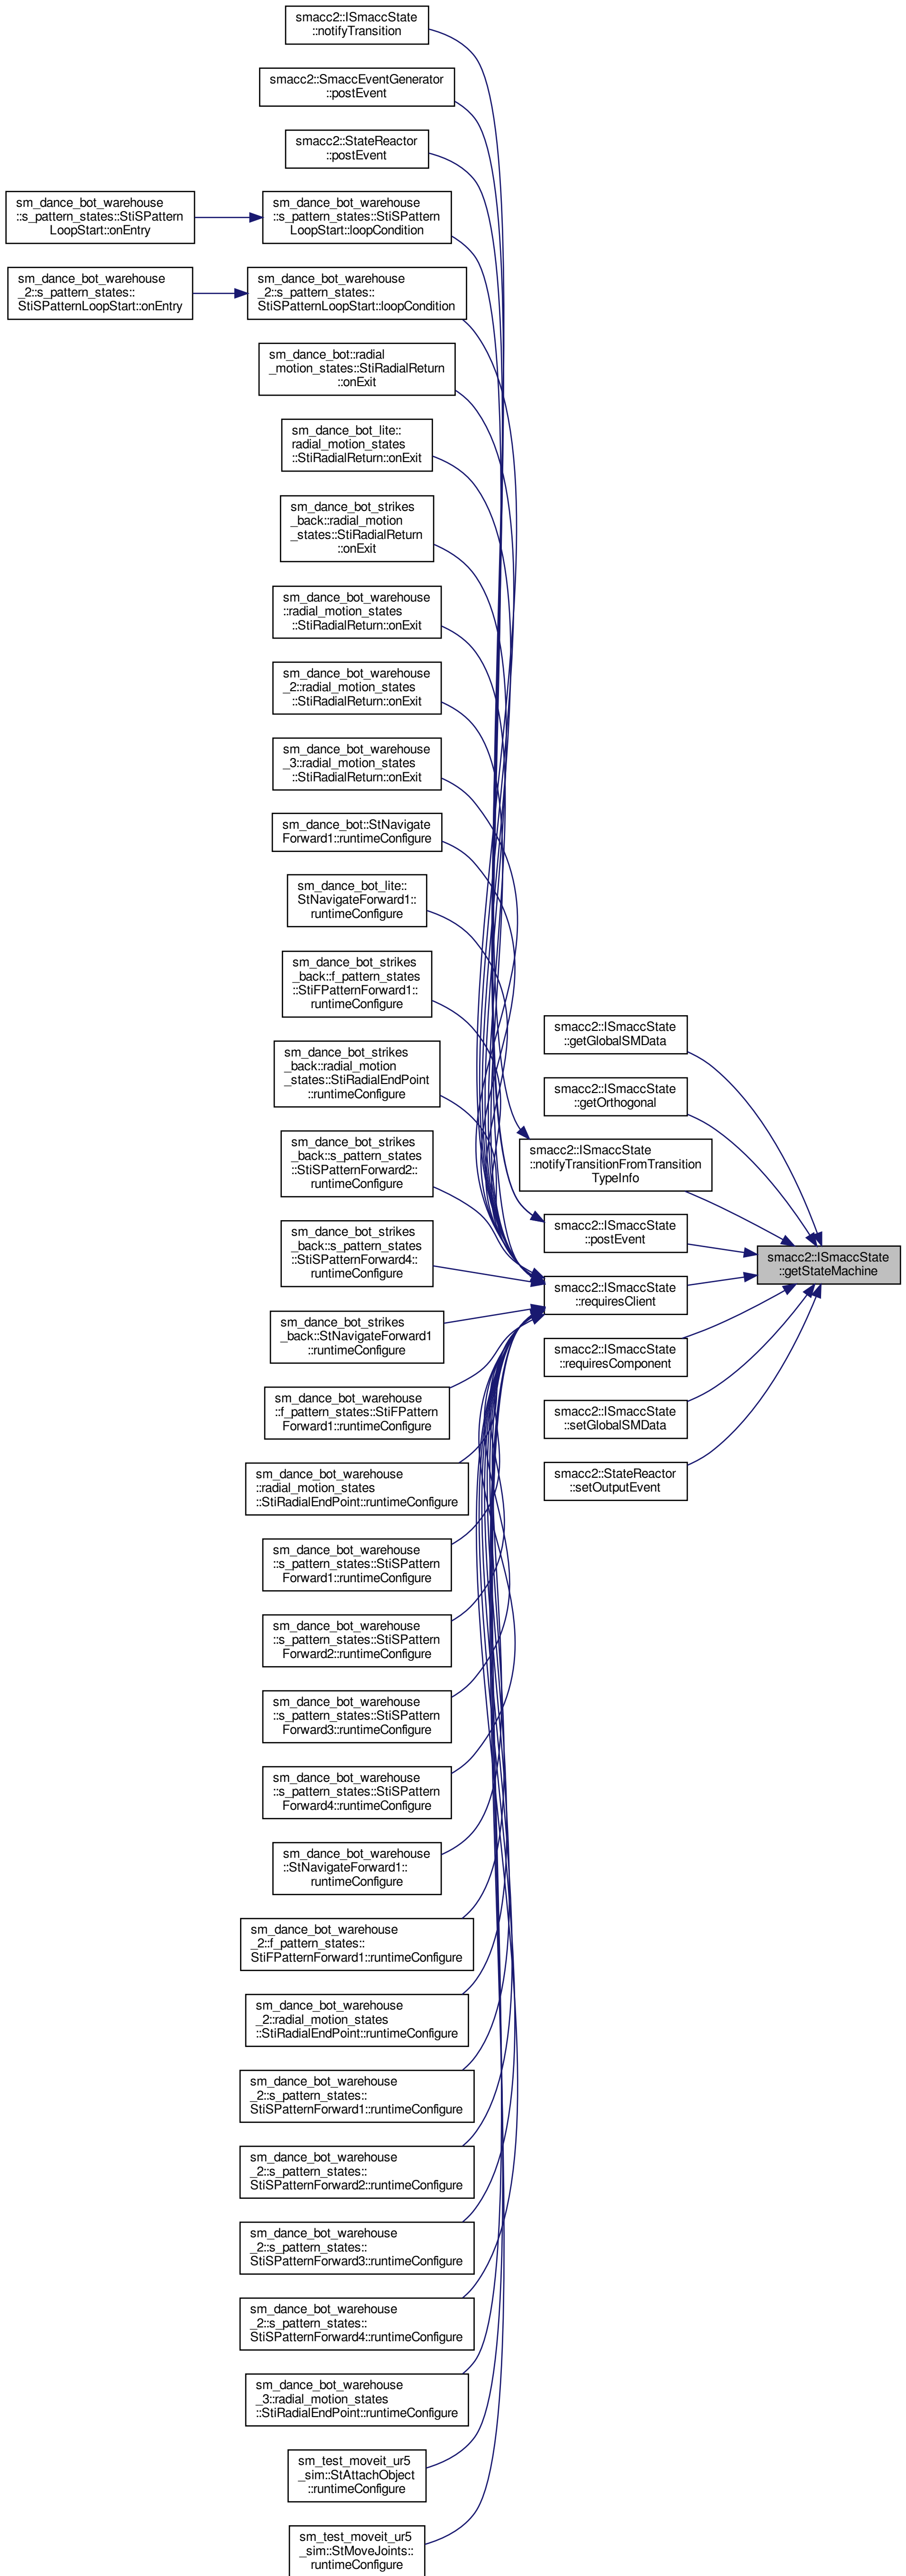 smacc2::ISmaccState
::notifyTransition
smacc2::SmaccEventGenerator
::postEvent
smacc2::StateReactor
::postEvent
sm_dance_bot_warehouse
::s_pattern_states::StiSPattern
LoopStart::onEntry
sm_dance_bot_warehouse
::s_pattern_states::StiSPattern
LoopStart::loopCondition
sm_dance_bot_warehouse
_2::s_pattern_states::
StiSPatternLoopStart::onEntry
sm_dance_bot_warehouse
_2::s_pattern_states::
StiSPatternLoopStart::loopCondition
sm_dance_bot::radial
_motion_states::StiRadialReturn
::onExit
sm_dance_bot_lite::
radial_motion_states
::StiRadialReturn::onExit
sm_dance_bot_strikes
_back::radial_motion
_states::StiRadialReturn
::onExit
sm_dance_bot_warehouse
::radial_motion_states
::StiRadialReturn::onExit
sm_dance_bot_warehouse
_2::radial_motion_states
::StiRadialReturn::onExit
sm_dance_bot_warehouse
_3::radial_motion_states
::StiRadialReturn::onExit
sm_dance_bot::StNavigate
Forward1::runtimeConfigure
sm_dance_bot_lite::
StNavigateForward1::
runtimeConfigure
sm_dance_bot_strikes
_back::f_pattern_states
::StiFPatternForward1::
runtimeConfigure
sm_dance_bot_strikes
_back::radial_motion
_states::StiRadialEndPoint
::runtimeConfigure
sm_dance_bot_strikes
_back::s_pattern_states
::StiSPatternForward2::
runtimeConfigure
sm_dance_bot_strikes
_back::s_pattern_states
::StiSPatternForward4::
runtimeConfigure
sm_dance_bot_strikes
_back::StNavigateForward1
::runtimeConfigure
sm_dance_bot_warehouse
::f_pattern_states::StiFPattern
Forward1::runtimeConfigure
sm_dance_bot_warehouse
::radial_motion_states
::StiRadialEndPoint::runtimeConfigure
sm_dance_bot_warehouse
::s_pattern_states::StiSPattern
Forward1::runtimeConfigure
sm_dance_bot_warehouse
::s_pattern_states::StiSPattern
Forward2::runtimeConfigure
sm_dance_bot_warehouse
::s_pattern_states::StiSPattern
Forward3::runtimeConfigure
sm_dance_bot_warehouse
::s_pattern_states::StiSPattern
Forward4::runtimeConfigure
sm_dance_bot_warehouse
::StNavigateForward1::
runtimeConfigure
sm_dance_bot_warehouse
_2::f_pattern_states::
StiFPatternForward1::runtimeConfigure
sm_dance_bot_warehouse
_2::radial_motion_states
::StiRadialEndPoint::runtimeConfigure
sm_dance_bot_warehouse
_2::s_pattern_states::
StiSPatternForward1::runtimeConfigure
sm_dance_bot_warehouse
_2::s_pattern_states::
StiSPatternForward2::runtimeConfigure
sm_dance_bot_warehouse
_2::s_pattern_states::
StiSPatternForward3::runtimeConfigure
sm_dance_bot_warehouse
_2::s_pattern_states::
StiSPatternForward4::runtimeConfigure
sm_dance_bot_warehouse
_3::radial_motion_states
::StiRadialEndPoint::runtimeConfigure
sm_test_moveit_ur5
_sim::StAttachObject
::runtimeConfigure
sm_test_moveit_ur5
_sim::StMoveJoints::
runtimeConfigure
smacc2::ISmaccState
::getGlobalSMData
smacc2::ISmaccState
::getOrthogonal
smacc2::ISmaccState
::notifyTransitionFromTransition
TypeInfo
smacc2::ISmaccState
::postEvent
smacc2::ISmaccState
::requiresClient
smacc2::ISmaccState
::requiresComponent
smacc2::ISmaccState
::setGlobalSMData
smacc2::StateReactor
::setOutputEvent
smacc2::ISmaccState
::getStateMachine